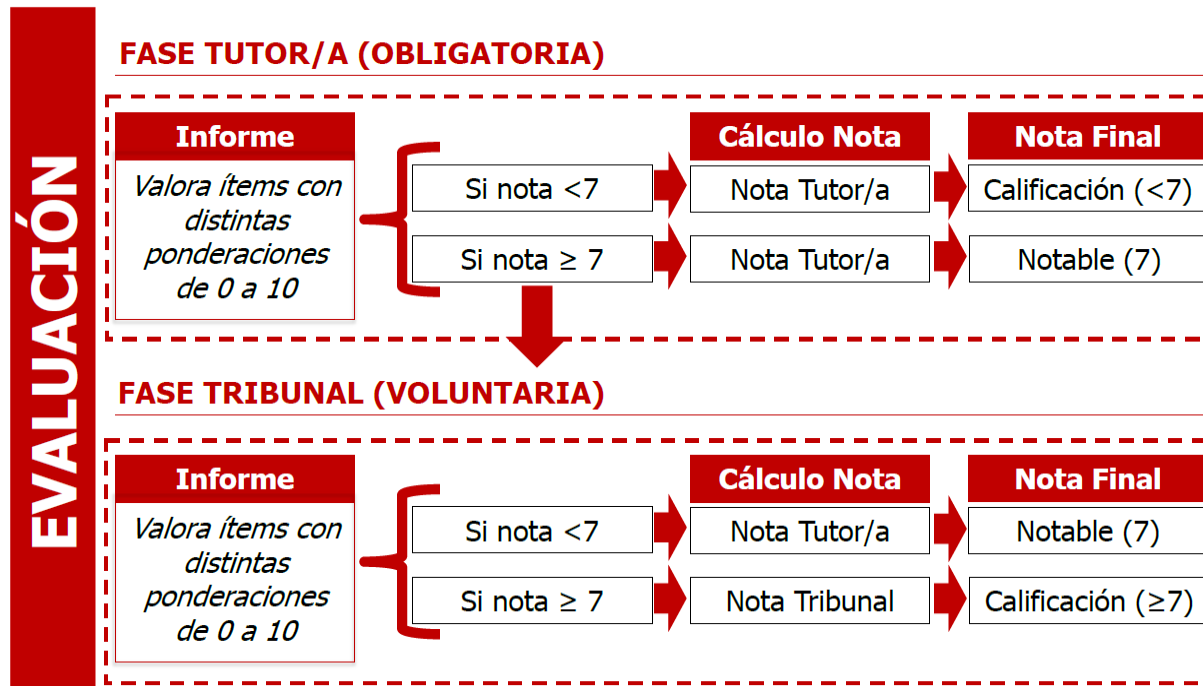 EVALUACIÓN
FASE TUTOR/A (OBLIGATORIA)
Informe
Valora ítems con
distintas
ponderaciones
de 0 a 10
Cálculo Nota
Nota Final
Si nota <7
Nota Tutor/a
Calificación (<7)
Si nota ≥ 7
Nota Tutor/a
Notable (7)
FASE TRIBUNAL (VOLUNTARIA)
Informe
Valora ítems con
distintas
ponderaciones
de 0 a 10
Cálculo Nota
Nota Final
Si nota <7
Nota Tutor/a
Notable (7)
Si nota ≥ 7
Nota Tribunal
Calificación (≥7)